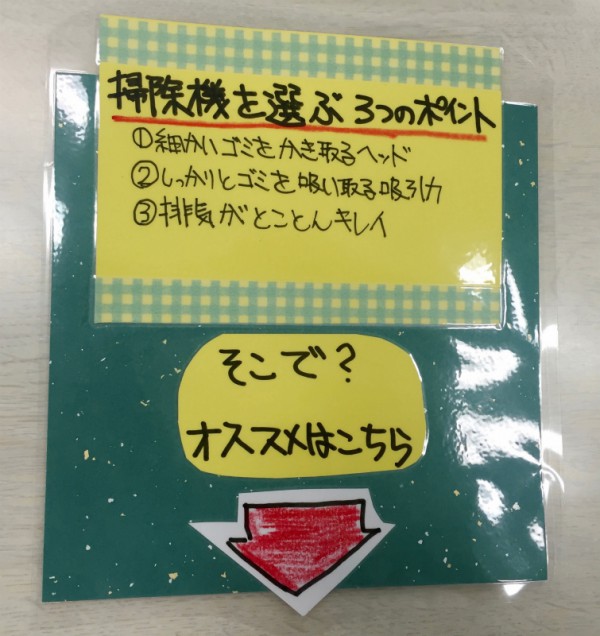 掃除機を選ぶ3つのポイント
①細かいゴミをかき取るヘッド
②しっかりとゴミを吸い取る吸引力
③排気がとことんキレイ
そこで?
オススメはこちら